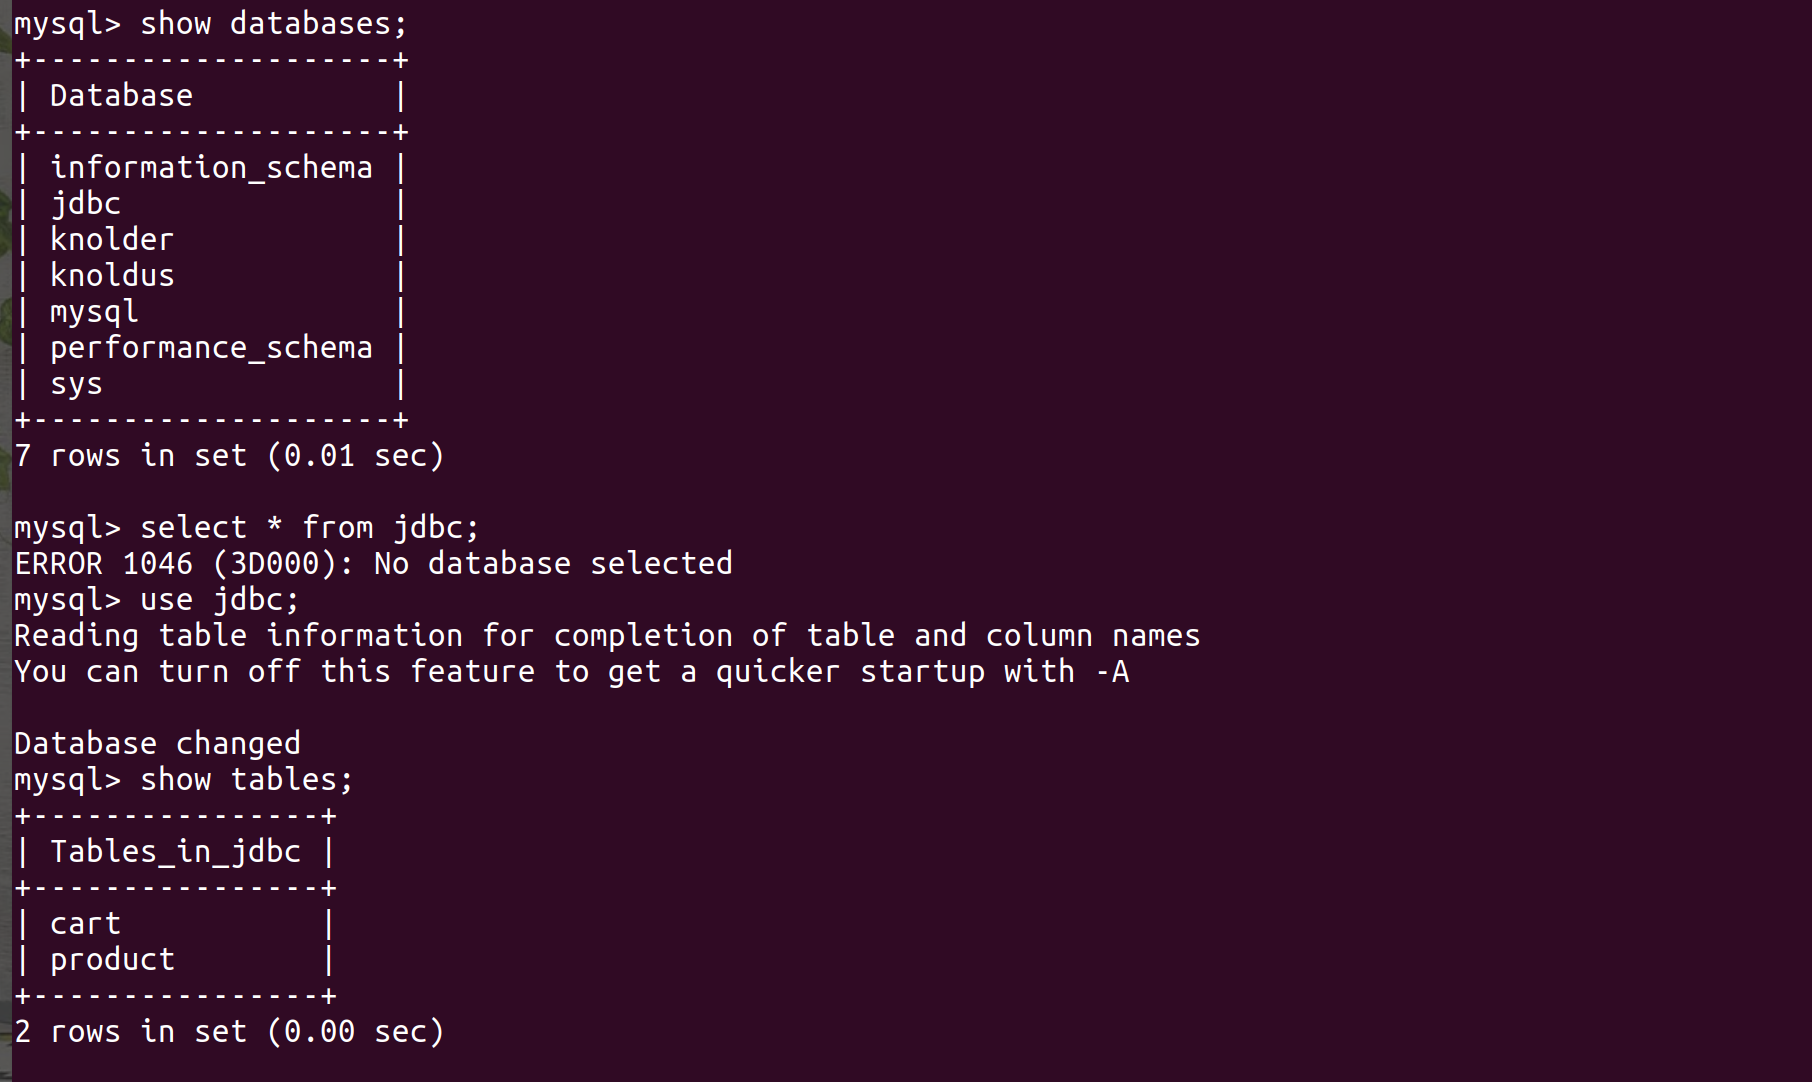 mysql> show databases;
+--------------------+
| Database           |
+--------------------+
| information_schema |
| jdbc               |
| knolder            |
| knoldus            |
| mysql              |
| performance_schema |
| sys                |
+--------------------+
7 rows in set (0.01 sec)

mysql> select * from jdbc;
ERROR 1046 (3D000): No database selected
mysql> use jdbc;
Reading table information for completion of table and column names
You can turn off this feature to get a quicker startup with -A

Database changed
mysql> show tables;
+----------------+
| Tables_in_jdbc |
+----------------+
| cart           |
| product        |
+----------------+
2 rows in set (0.00 sec)